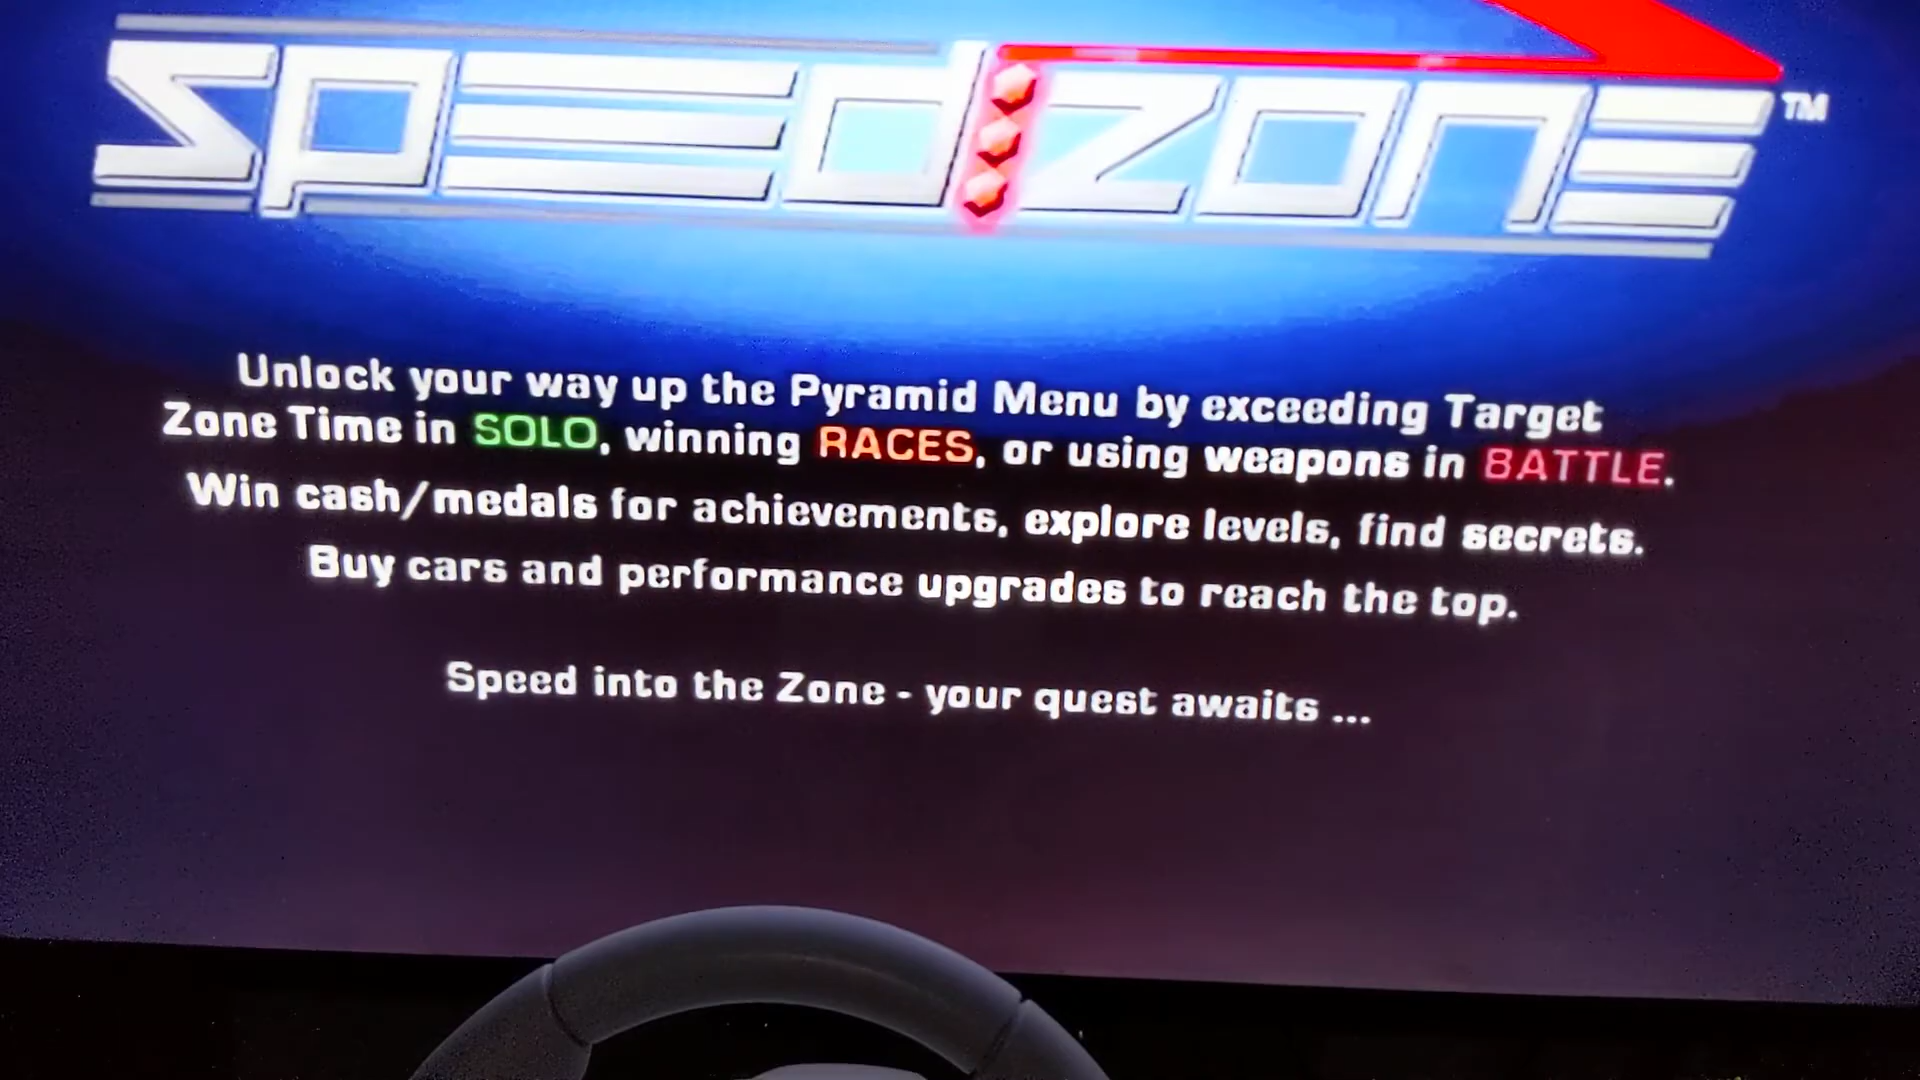 speedzone™
Unlock your way up the Pyramid Menu by exceeding Target
Zone Time in SOLO, winning RACES, or using weapons in BATTLE.
Win cash/medals for achievements, explore levels, find secrets.
Buy cars and performance upgrades to reach the top.
Speed into the Zone - your quest awaits ...